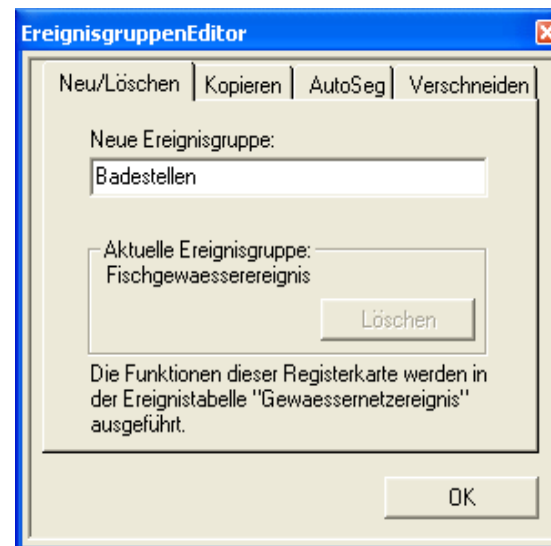 EreignisgruppenEditor
Neu/Löschen Kopieren AutoSeg Verschneiden
Neue Ereignisgruppe:
Badestellen
Aktuelle Ereignisgruppe:
Fischgewaesserereignis
Löschen
Die Funktionen dieser Registerkarte werden in
der Ereignistabelle "Gewaessernetzereignis"
ausgeführt.
OK